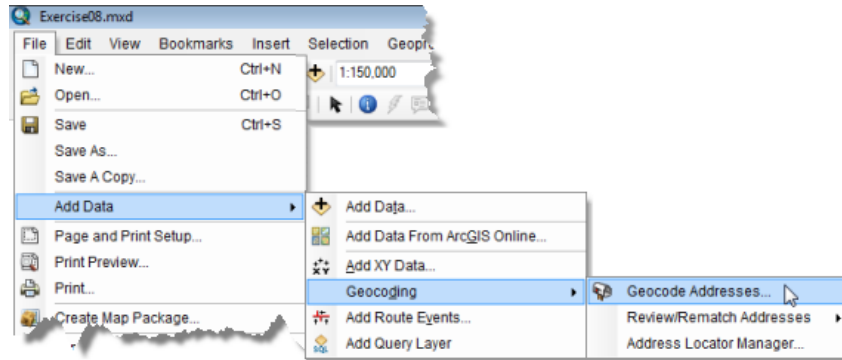 Exercise08.mxd
File Edit View Bookmarks Insert Selection
New... Ctrl+N
1:150,000
Open... Ctrl+O
Save Ctrl+S
Save As...
Save A Copy...
Add Data
Add Data...
Page and Print Setup...
Add Data From ArcGIS Online...
Print Preview...
Add XY Data...
Print...
Geocoding
Geocode Addresses...
Create Map Package...
Add Route Events...
Review/Rematch Addresses
SQL
Add Query Layer
Address Locator Manager...